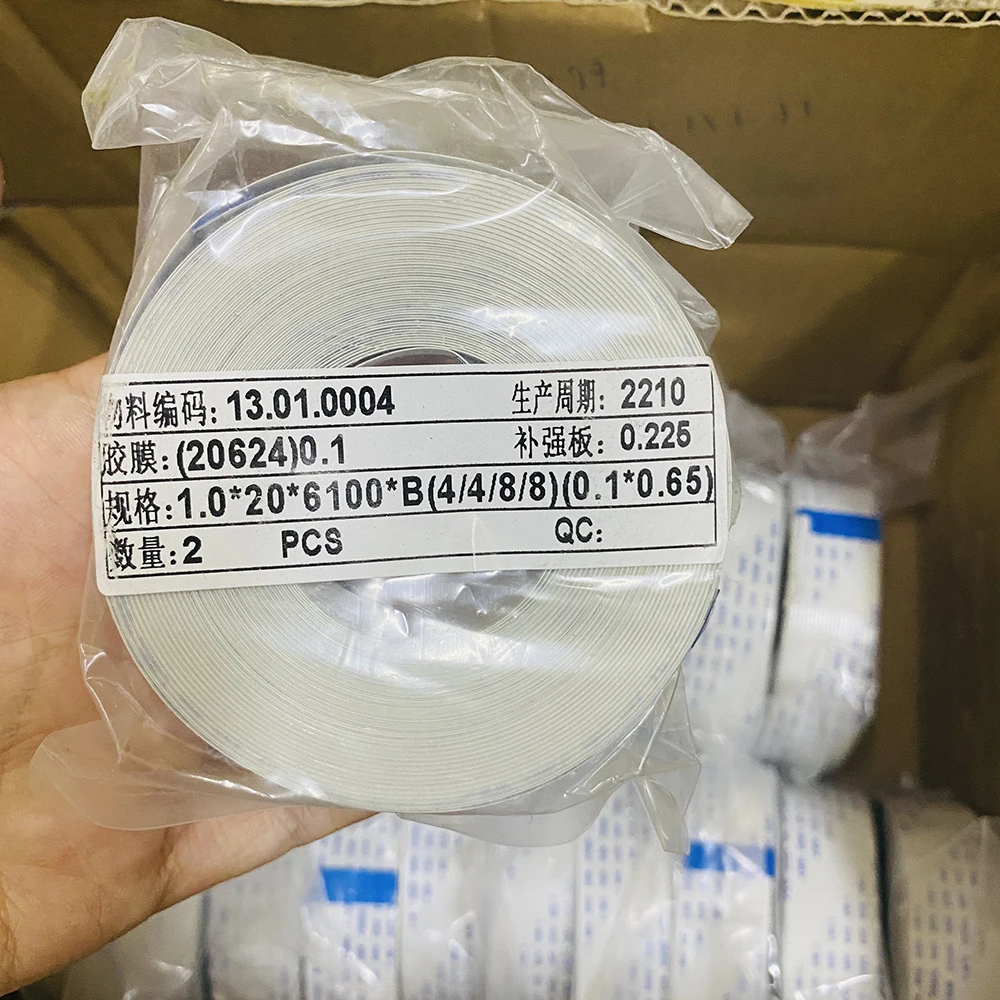 物料编码: 13.01.0004 生产周期: 2210
胶膜: (20624)0.1 补强板: 0.225
规格: 1.0*20*6100*B(4/4/8/8)(0.1*0.65)
数量: 2 PCS QC: